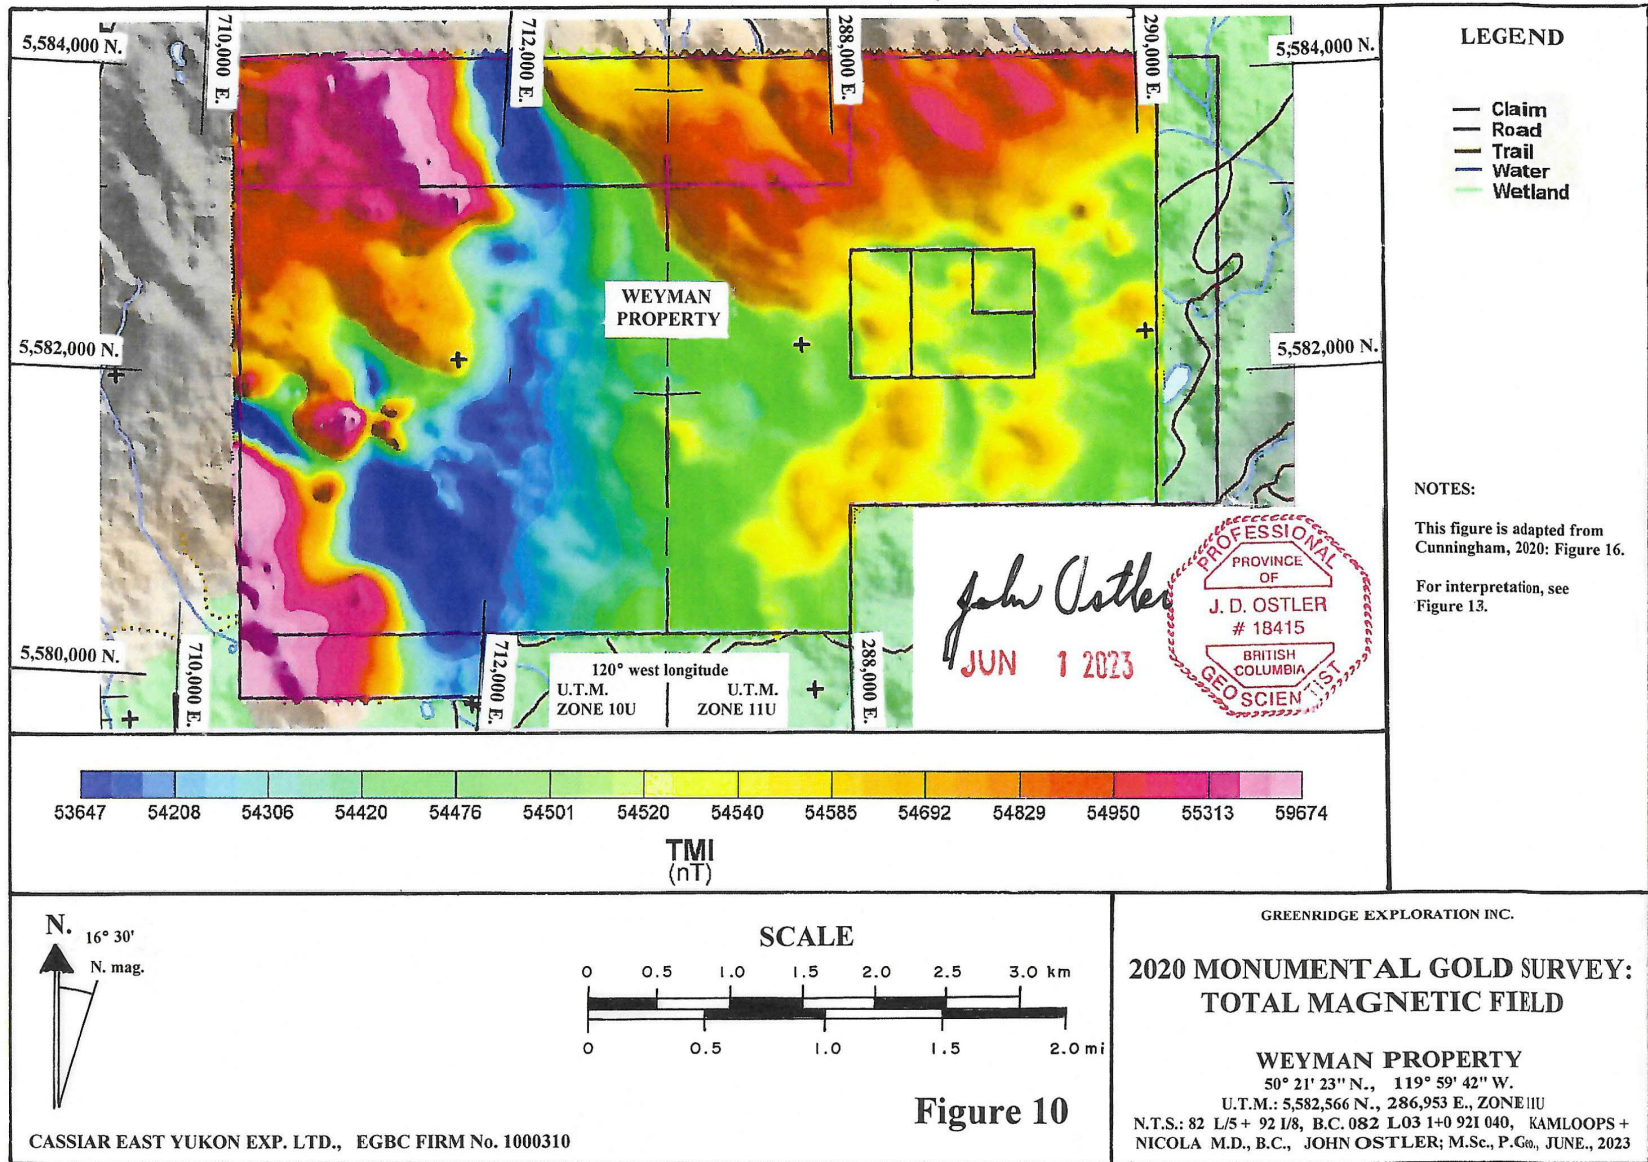 5,584,000 N.
710,000 E.
712,000 E.
288,000 E.
290,000 E.
5,584,000 N.
WEYMAN
PROPERTY
5,582,000 N.
5,582,000 N.
5,580,000 N.
710,000 E.
712,000 E.
288,000 E.
120° west longitude
U.T.M.
ZONE 10U
U.T.M.
ZONE 11U
John Ostler
JUN 1 2023
PROFESSIONAL
PROVINCE
OF
J. D. OSTLER
# 18415
BRITISH
COLUMBIA
GEOSCIENTIST
LEGEND
Claim
Road
Trail
Water
Wetland
NOTES:
This figure is adapted from
Cunningham, 2020: Figure 16.
For interpretation, see
Figure 13.
53647 54208 54306 54420 54476 54501 54520 54540 54585 54692 54829 54950 55313 59674
TMI
(nT)
N.
16° 30'
N. mag.
SCALE
0 0.5 1.0 1.5 2.0 2.5 3.0 km
0 0.5 1.0 1.5 2.0 mi
Figure 10
CASSIAR EAST YUKON EXP. LTD., EGBC FIRM No. 1000310
GREENRIDGE EXPLORATION INC.
2020 MONUMENTAL GOLD SURVEY:
TOTAL MAGNETIC FIELD
WEYMAN PROPERTY
50° 21' 23" N., 119° 59' 42" W.
U.T.M.: 5,582,566 N., 286,953 E., ZONE 11U
N.T.S.: 82 L/5 + 92 I/8, B.C. 082 L03 1+0 92I 040, KAMLOOPS +
NICOLA M.D., B.C., JOHN OSTLER; M.Sc., P.Geo., JUNE., 2023